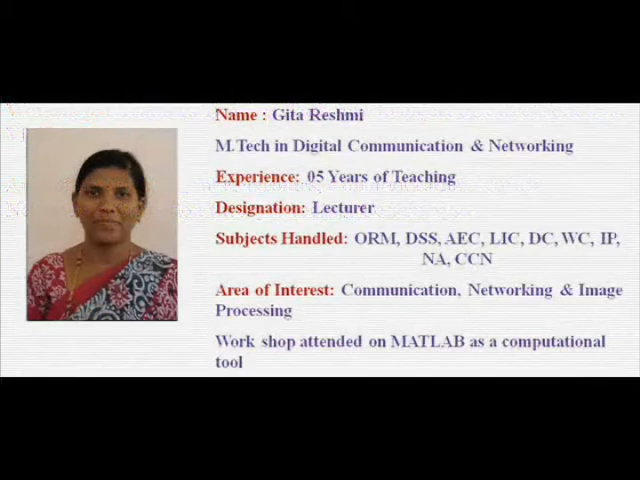 Name : Gita Reshmi
M.Tech in Digital Communication & Networking
Experience: 05 Years of Teaching
Designation: Lecturer
Subjects Handled: ORM, DSS, AEC, LIC, DC, WC, IP,
NA, CCN
Area of Interest: Communication, Networking & Image
Processing
Work shop attended on MATLAB as a computational
tool